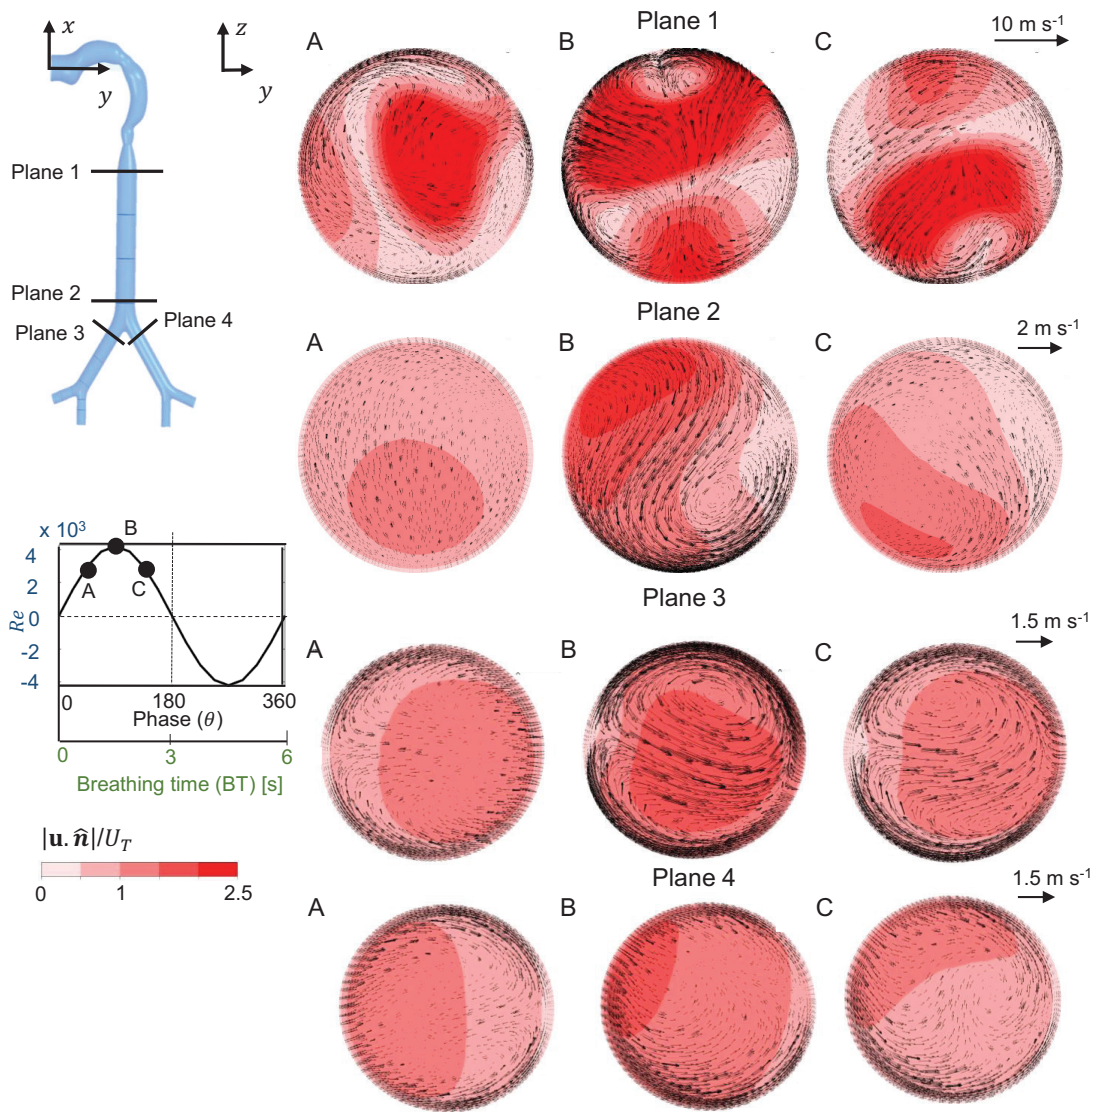 x
y
z
y
Plane 1
Plane 2
Plane 3
Plane 4
Plane 1
A
B
C
10 m s⁻¹
Plane 2
A
B
C
2 m s⁻¹
Plane 3
A
B
C
1.5 m s⁻¹
Plane 4
A
B
C
1.5 m s⁻¹
x 10³
B
A
C
4
2
0
-2
-4
Re
0
180
360
Phase (θ)
0
3
6
Breathing time (BT) [s]
|u. n̂|/U_T
0
1
2.5